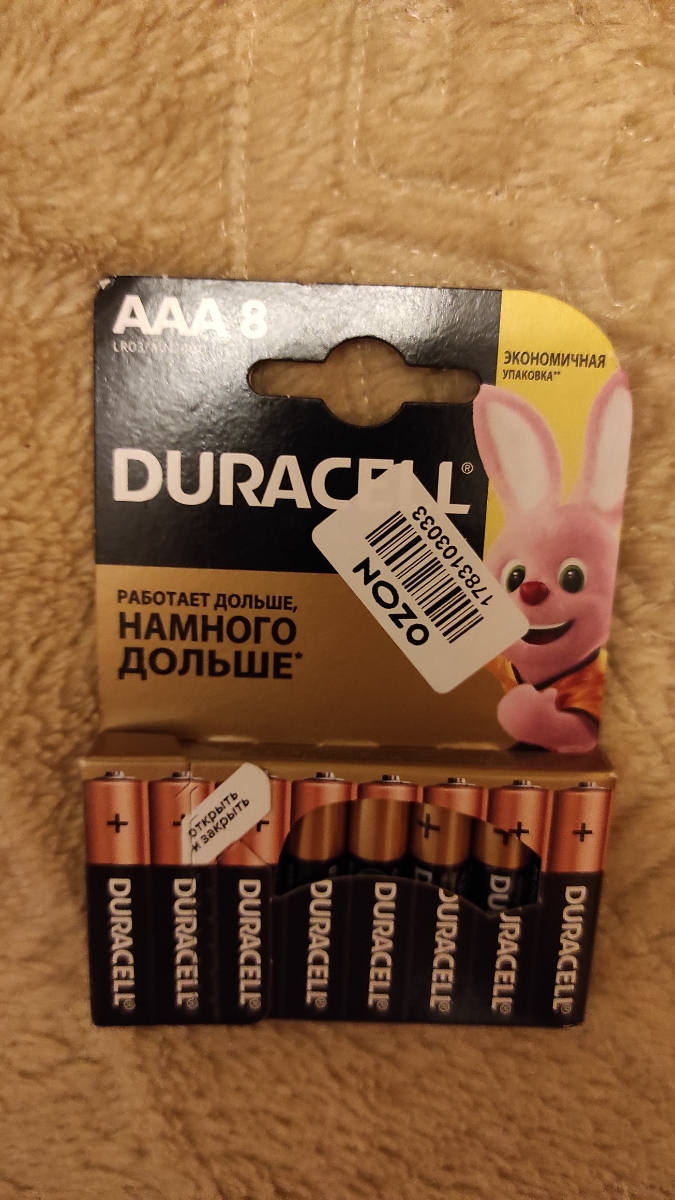 AAA 8
LR03
ЭКОНОМИЧНАЯ
УПАКОВКА**
DURACELL®
OZON
1783103033
РАБОТАЕТ ДОЛЬШЕ,
НАМНОГО
ДОЛЬШЕ*
открыть
и закрыть
+
+
+
+
+
DURACELL®
DURACELL®
DURACELL®
DURACELL®
DURACELL®
DURACELL®
DURACELL®
DURACELL®